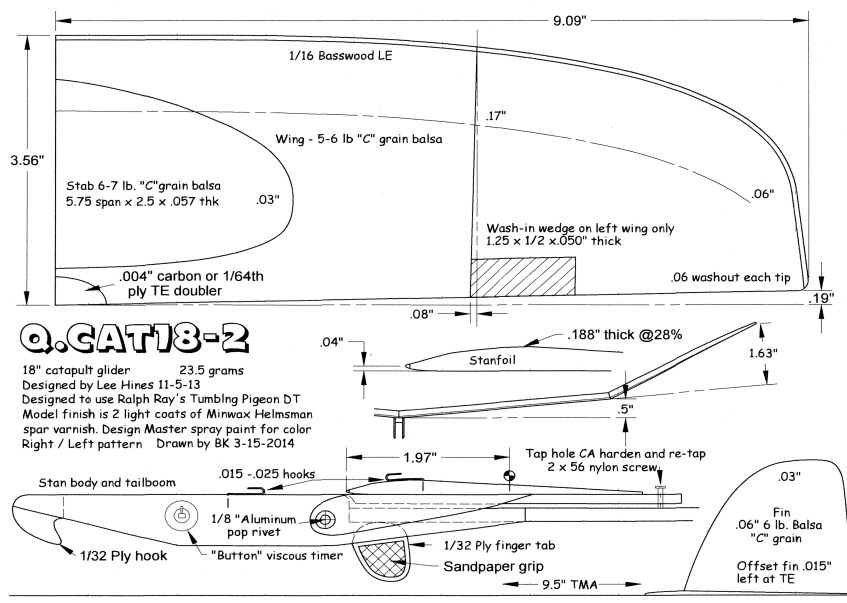 9.09"
1/16 Basswood LE
.17"
Wing - 5-6 lb "C" grain balsa
3.56"
Stab 6-7 lb. "C"grain balsa
5.75 span x 2.5 x .057 thk
.03"
.06"
Wash-in wedge on left wing only
1.25 x 1/2 x.050" thick
.004" carbon or 1/64th
ply TE doubler
.06 washout each tip
.19"
.08"
Q.CAT18-2
.04"
.188" thick @28%
Stanfoil
1.63"
.5"
18" catapult glider 23.5 grams
Designed by Lee Hines 11-5-13
Designed to use Ralph Ray's Tumblng Pigeon DT
Model finish is 2 light coats of Minwax Helmsman
spar varnish. Design Master spray paint for color
Right / Left pattern Drawn by BK 3-15-2014
1.97"
Tap hole CA harden and re-tap
2 x 56 nylon screw
Stan body and tailboom
.015 -.025 hooks
.03"
Fin
.06" 6 lb. Balsa
"C" grain
Offset fin .015"
left at TE
1/8 "Aluminum
pop rivet
1/32 Ply hook
"Button" viscous timer
1/32 Ply finger tab
Sandpaper grip
9.5" TMA